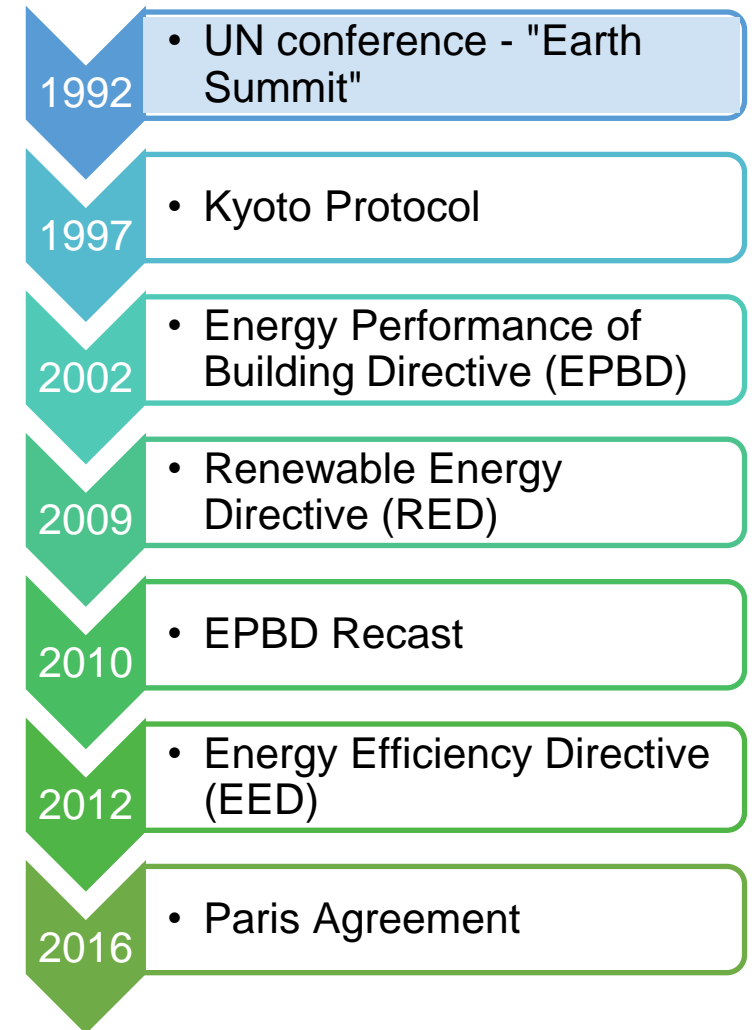 1992
• UN conference - "Earth
Summit"
1997
• Kyoto Protocol
2002
• Energy Performance of
Building Directive (EPBD)
2009
• Renewable Energy
Directive (RED)
2010
• EPBD Recast
2012
• Energy Efficiency Directive
(EED)
2016
• Paris Agreement